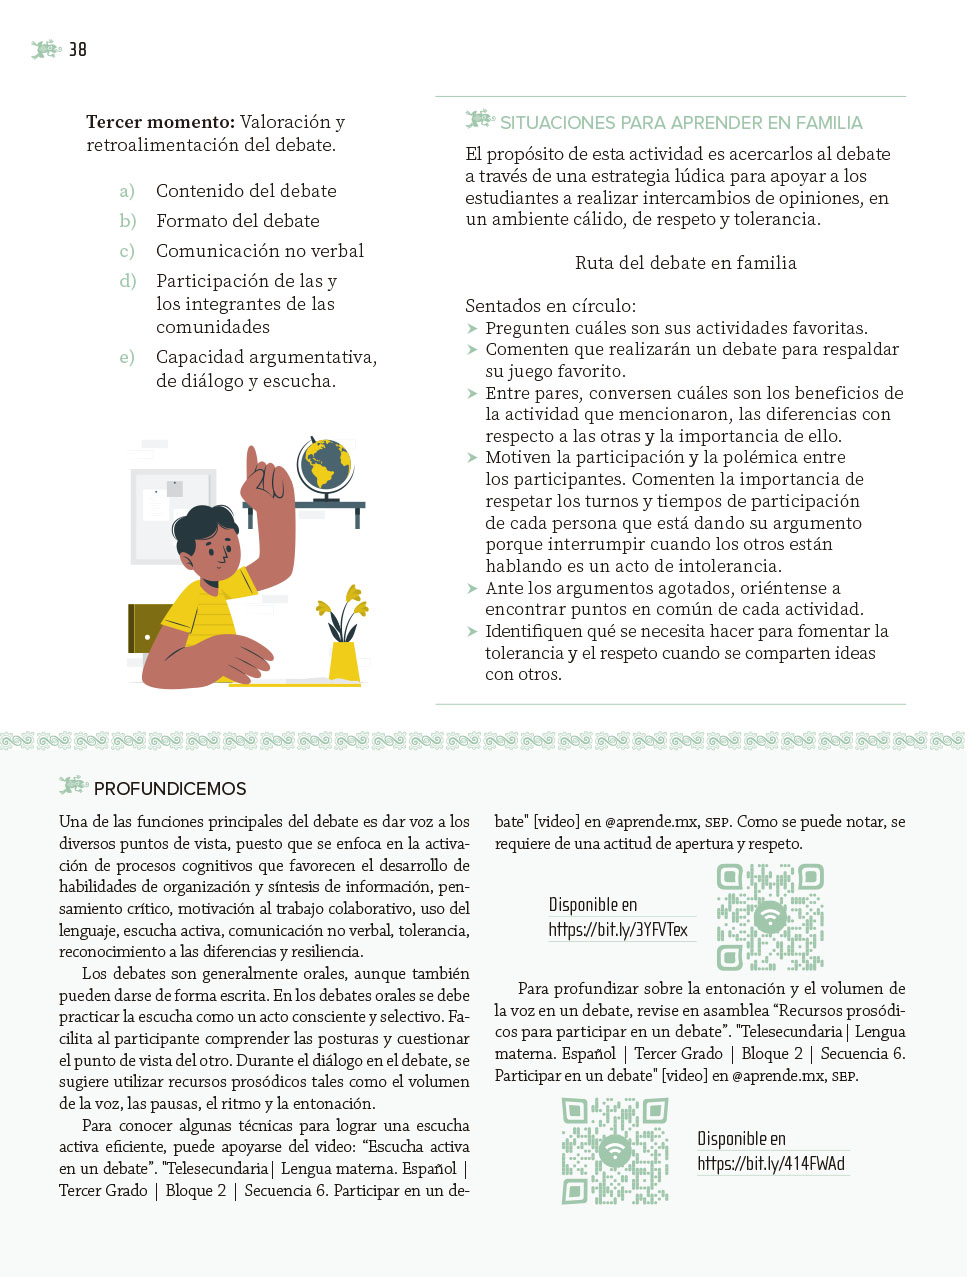 38
Tercer momento: Valoración y
retroalimentación del debate.
a) Contenido del debate
b) Formato del debate
c) Comunicación no verbal
d) Participación de las y
los integrantes de las
comunidades
e) Capacidad argumentativa,
de diálogo y escucha.
SITUACIONES PARA APRENDER EN FAMILIA
El propósito de esta actividad es acercarlos al debate
a través de una estrategia lúdica para apoyar a los
estudiantes a realizar intercambios de opiniones, en
un ambiente cálido, de respeto y tolerancia.
Ruta del debate en familia
Sentados en círculo:
➤ Pregunten cuáles son sus actividades favoritas.
➤ Comenten que realizarán un debate para respaldar
su juego favorito.
➤ Entre pares, conversen cuáles son los beneficios de
la actividad que mencionaron, las diferencias con
respecto a las otras y la importancia de ello.
➤ Motiven la participación y la polémica entre
los participantes. Comenten la importancia de
respetar los turnos y tiempos de participación
de cada persona que está dando su argumento
porque interrumpir cuando los otros están
hablando es un acto de intolerancia.
➤ Ante los argumentos agotados, oriéntense a
encontrar puntos en común de cada actividad.
➤ Identifiquen qué se necesita hacer para fomentar la
tolerancia y el respeto cuando se comparten ideas
con otros.
PROFUNDICEMOS
Una de las funciones principales del debate es dar voz a los
diversos puntos de vista, puesto que se enfoca en la activa-
ción de procesos cognitivos que favorecen el desarrollo de
habilidades de organización y síntesis de información, pen-
samiento crítico, motivación al trabajo colaborativo, uso del
lenguaje, escucha activa, comunicación no verbal, tolerancia,
reconocimiento a las diferencias y resiliencia.
Los debates son generalmente orales, aunque también
pueden darse de forma escrita. En los debates orales se debe
practicar la escucha como un acto consciente y selectivo. Fa-
cilita al participante comprender las posturas y cuestionar
el punto de vista del otro. Durante el diálogo en el debate, se
sugiere utilizar recursos prosódicos tales como el volumen
de la voz, las pausas, el ritmo y la entonación.
Para conocer algunas técnicas para lograr una escucha
activa eficiente, puede apoyarse del video: “Escucha activa
en un debate”. "Telesecundaria | Lengua materna. Español |
Tercer Grado | Bloque 2 | Secuencia 6. Participar en un de-
bate" [video] en @aprende.mx, SEP. Como se puede notar, se
requiere de una actitud de apertura y respeto.
Disponible en
https://bit.ly/3YFVTex
Para profundizar sobre la entonación y el volumen de
la voz en un debate, revise en asamblea “Recursos prosódi-
cos para participar en un debate”. "Telesecundaria | Lengua
materna. Español | Tercer Grado | Bloque 2 | Secuencia 6.
Participar en un debate" [video] en @aprende.mx, SEP.
Disponible en
https://bit.ly/414FWAd